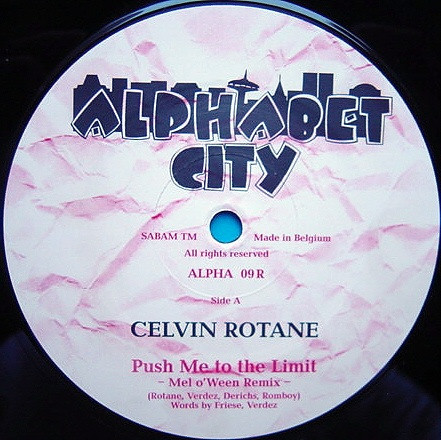 ALPHABET
CITY
SABAM TM Made in Belgium
All rights reserved
ALPHA 09R
Side A
CELVIN ROTANE
Push Me to the Limit
– Mel o'Ween Remix –
(Rotane, Verdez, Derichs, Romboy)
Words by Friese, Verdez